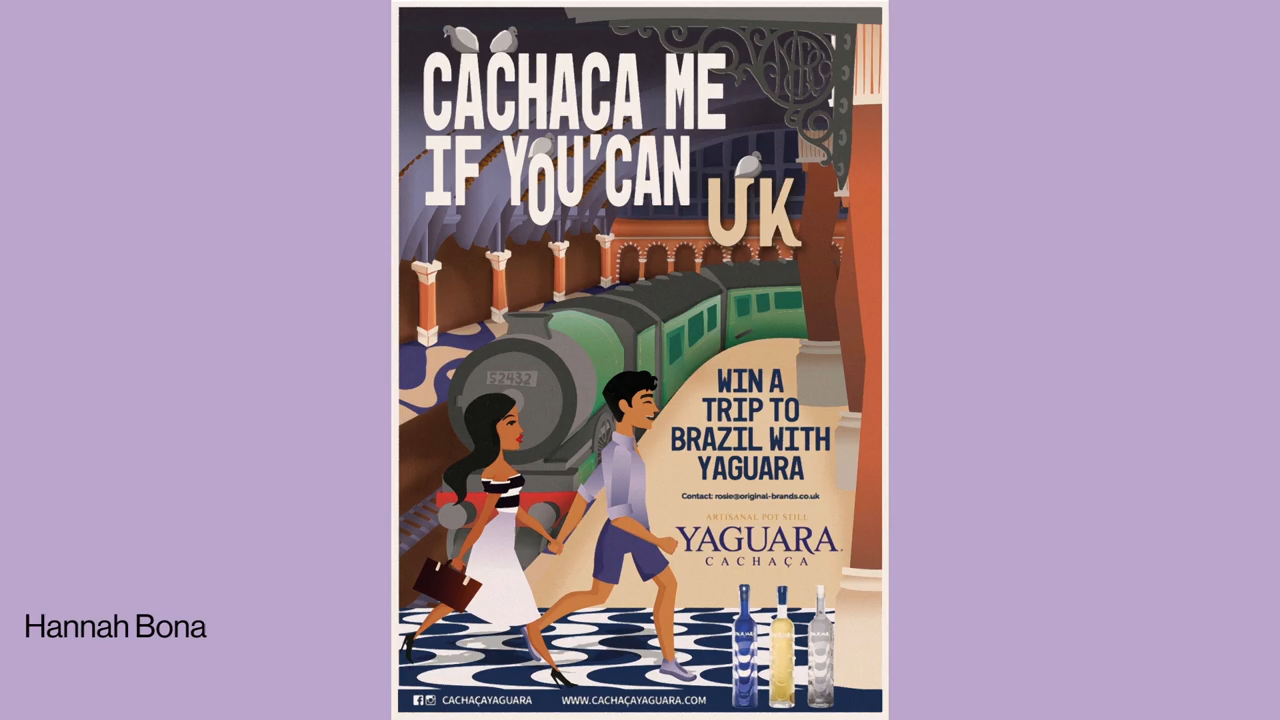 CACHACA ME
IF YOU'CAN
UK
52432
WIN A
TRIP TO
BRAZIL WITH
YAGUARA
Contact: rosie@original-brands.co.uk
ARTISANAL POT STILL
YAGUARA
CACHAÇA
Hannah Bona
CACHAÇAYAGUARA
WWW.CACHAÇAYAGUARA.COM